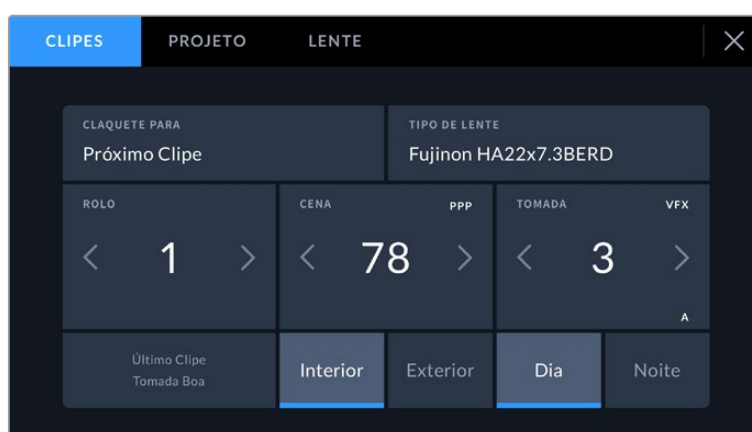 CLIPES PROJETO LENTE
CLAQUETE PARA TIPO DE LENTE
Próximo Clipe Fujinon HA22x7.3BERD
ROLO CENA PPP TOMADA VFX
1 78 3
A
Último Clipe
Tomada Boa
Interior Exterior Dia Noite